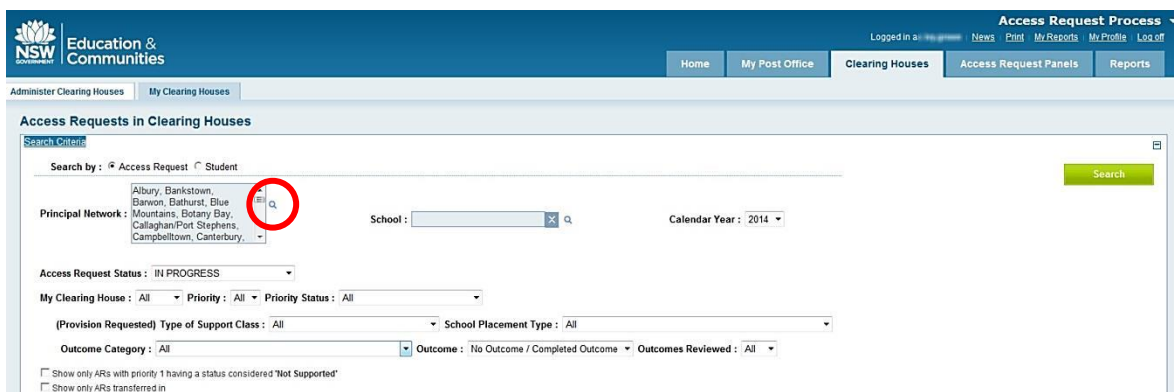 Access Request Process
Logged in as News Print My Reports My Profile Log off
NSW GOVERNMENT
Education &
Communities
Home My Post Office Clearing Houses Access Request Panels Reports
Administer Clearing Houses My Clearing Houses
Access Requests in Clearing Houses
Search Criteria
Search by : Access Request Student
Search
Principal Network :
Albury, Bankstown,
Barwon, Bathurst, Blue
Mountains, Botany Bay,
Callaghan/Port Stephens,
Campbelltown, Canterbury,
School : X Calendar Year : 2014
Access Request Status : IN PROGRESS
My Clearing House : All Priority : All Priority Status : All
(Provision Requested) Type of Support Class : All School Placement Type : All
Outcome Category : All Outcome : No Outcome / Completed Outcome Outcomes Reviewed : All
Show only ARs with priority 1 having a status considered 'Not Supported'
Show only ARs transferred in